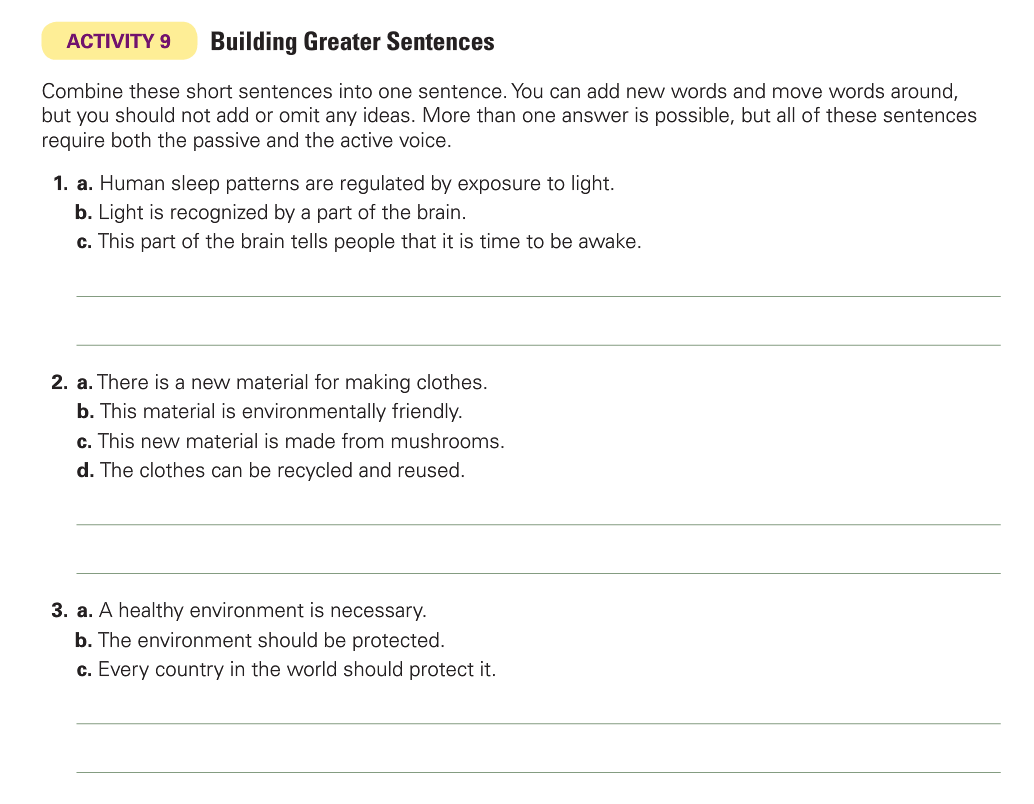 ACTIVITY 9 Building Greater Sentences
Combine these short sentences into one sentence. You can add new words and move words around,
but you should not add or omit any ideas. More than one answer is possible, but all of these sentences
require both the passive and the active voice.
1. a. Human sleep patterns are regulated by exposure to light.
b. Light is recognized by a part of the brain.
c. This part of the brain tells people that it is time to be awake.
2. a. There is a new material for making clothes.
b. This material is environmentally friendly.
c. This new material is made from mushrooms.
d. The clothes can be recycled and reused.
3. a. A healthy environment is necessary.
b. The environment should be protected.
c. Every country in the world should protect it.